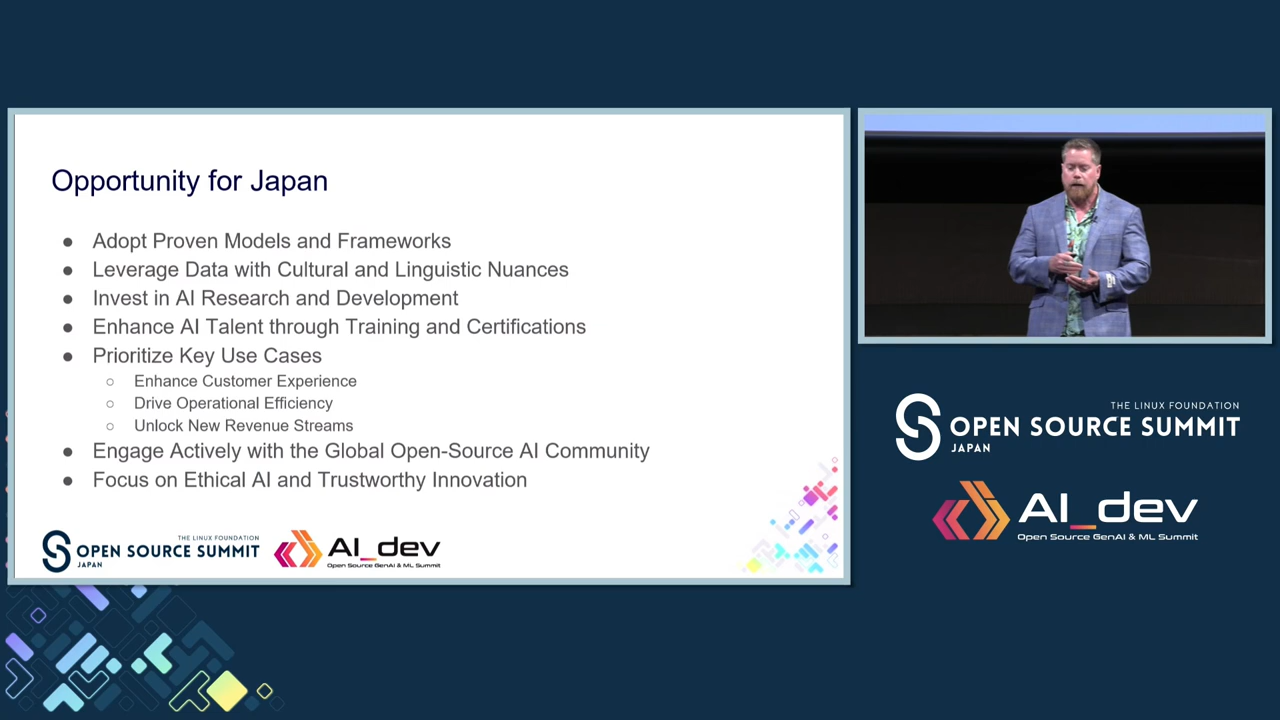 Opportunity for Japan
● Adopt Proven Models and Frameworks
● Leverage Data with Cultural and Linguistic Nuances
● Invest in AI Research and Development
● Enhance AI Talent through Training and Certifications
● Prioritize Key Use Cases
○ Enhance Customer Experience
○ Drive Operational Efficiency
○ Unlock New Revenue Streams
● Engage Actively with the Global Open-Source AI Community
● Focus on Ethical AI and Trustworthy Innovation
THE LINUX FOUNDATION
OPEN SOURCE SUMMIT
JAPAN
AI_dev
Open Source GenAI & ML Summit
THE LINUX FOUNDATION
OPEN SOURCE SUMMIT
JAPAN
AI_dev
Open Source GenAI & ML Summit